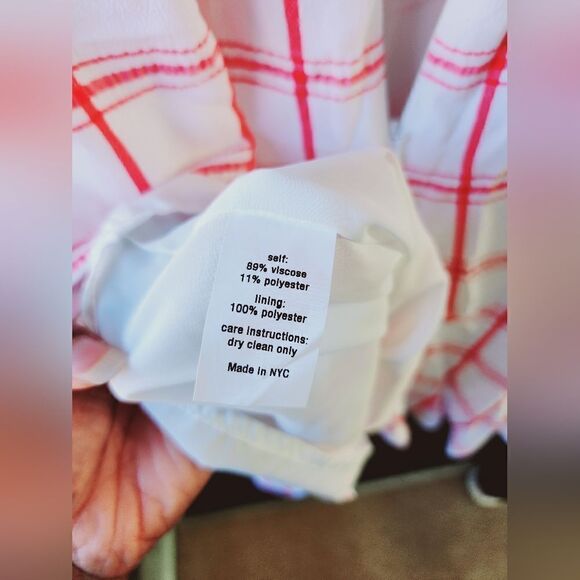 self:
89% viscose
11% polyester
lining:
100% polyester
care instructions:
dry clean only
Made in NYC